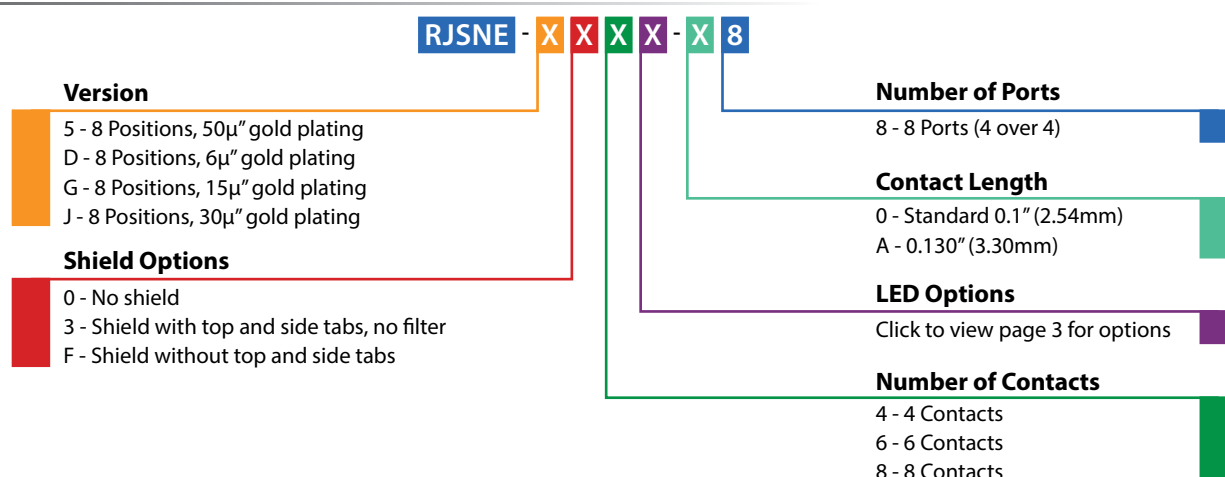 RJSNE - X X X X - X 8
Version
5 - 8 Positions, 50µ” gold plating
D - 8 Positions, 6µ” gold plating
G - 8 Positions, 15µ” gold plating
J - 8 Positions, 30µ” gold plating
Shield Options
0 - No shield
3 - Shield with top and side tabs, no filter
F - Shield without top and side tabs
Number of Ports
8 - 8 Ports (4 over 4)
Contact Length
0 - Standard 0.1” (2.54mm)
A - 0.130” (3.30mm)
LED Options
Click to view page 3 for options
Number of Contacts
4 - 4 Contacts
6 - 6 Contacts
8 - 8 Contacts